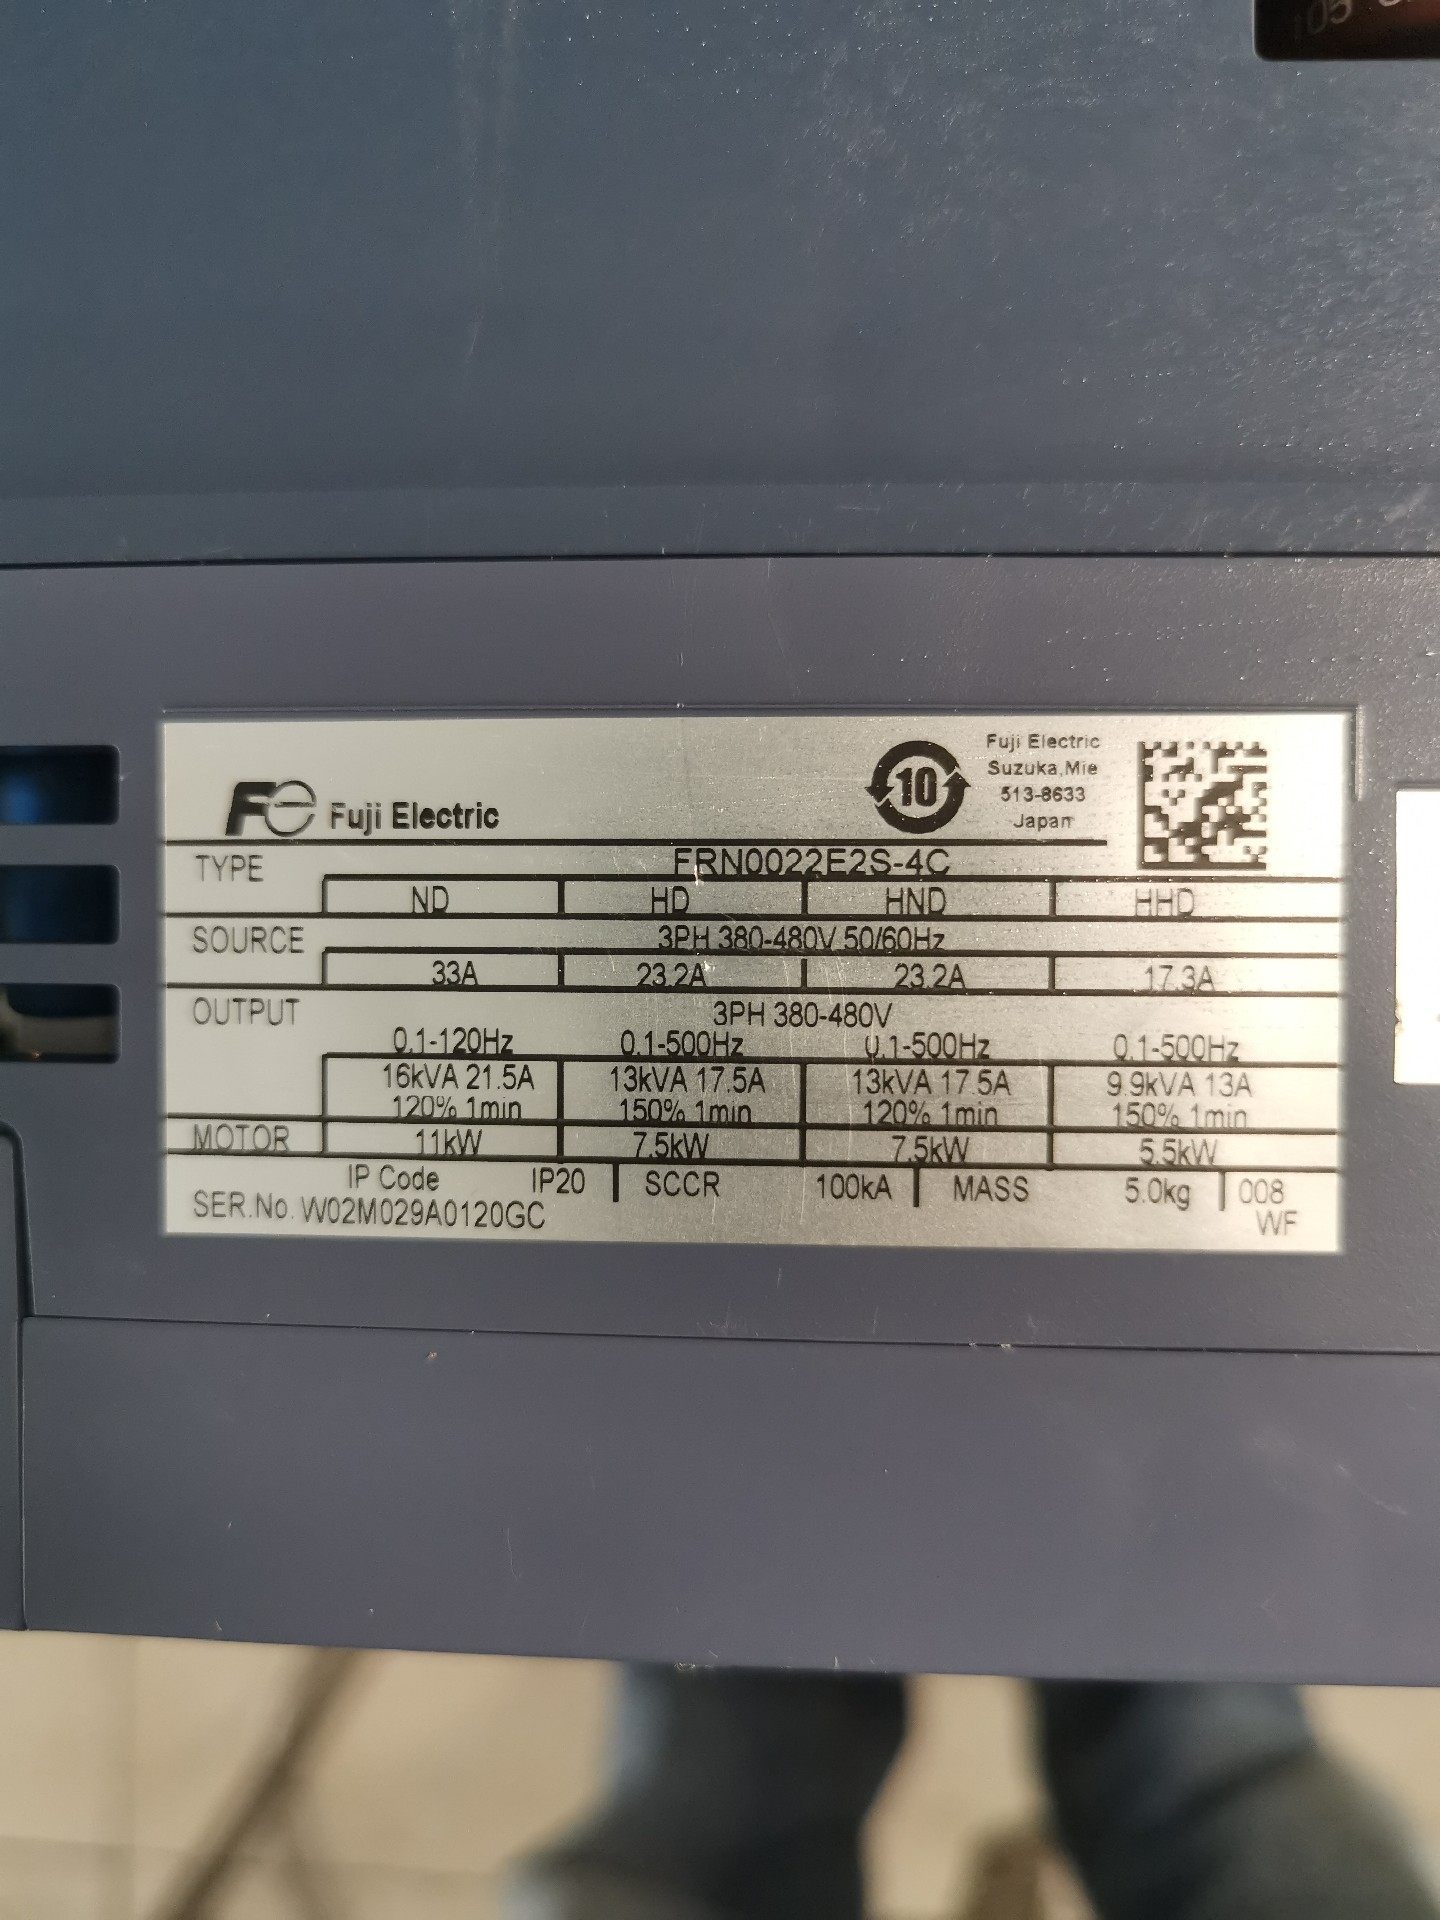 105
Fuji Electric
Suzuka,Mie
513-8633
Japan
10
Fe Fuji Electric
TYPE FRN0022E2S-4C
ND HD HND HHD
SOURCE 3PH 380-480V 50/60Hz
33A 23.2A 23.2A 17.3A
OUTPUT 3PH 380-480V
0.1-120Hz 0.1-500Hz 0.1-500Hz 0.1-500Hz
16kVA 21.5A 13kVA 17.5A 13kVA 17.5A 9.9kVA 13A
120% 1min 150% 1min 120% 1min 150% 1min
MOTOR 11kW 7.5kW 7.5kW 5.5kW
IP Code IP20 SCCR 100kA MASS 5.0kg 008
SER.No. W02M029A0120GC WF